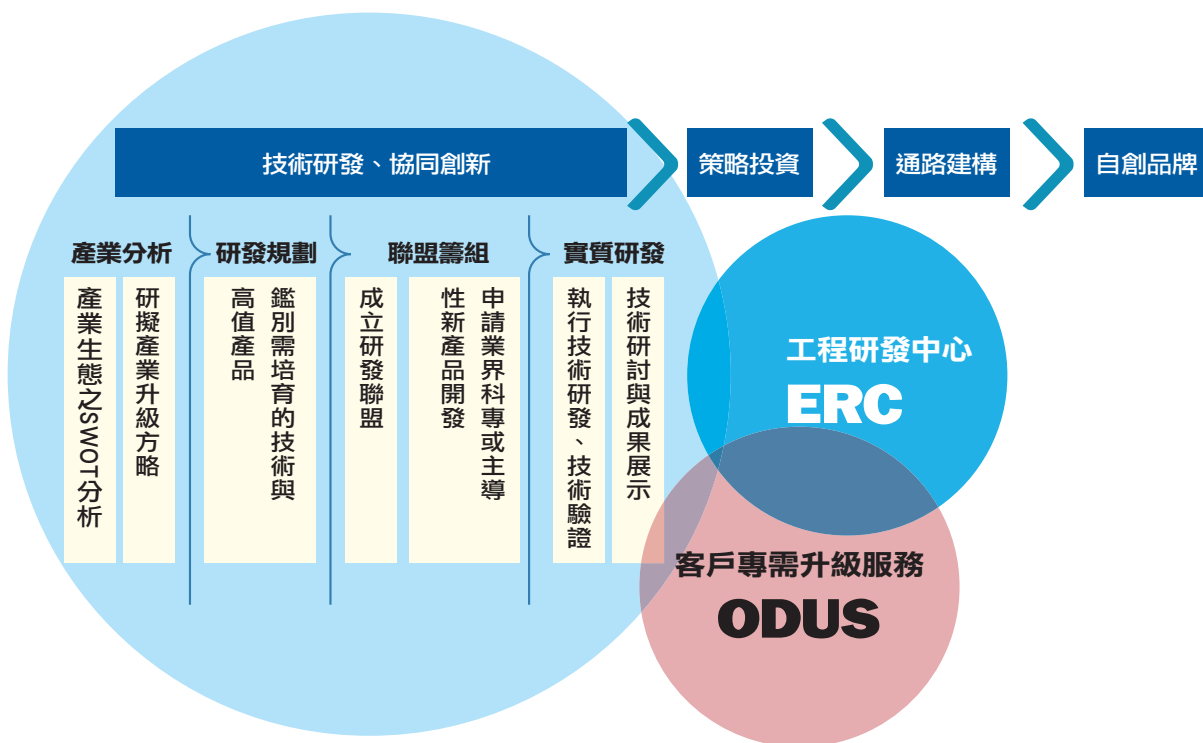 技術研發、協同創新
策略投資
通路建構
自創品牌
產業分析
研發規劃
聯盟籌組
實質研發
產業生態之SWOT分析
研擬產業升級方略
鑑別需培育的技術與
高值產品
成立研發聯盟
申請業界科專或主導
性新產品開發
執行技術研發、技術驗證
技術研討與成果展示
工程研發中心
ERC
客戶專需升級服務
ODUS